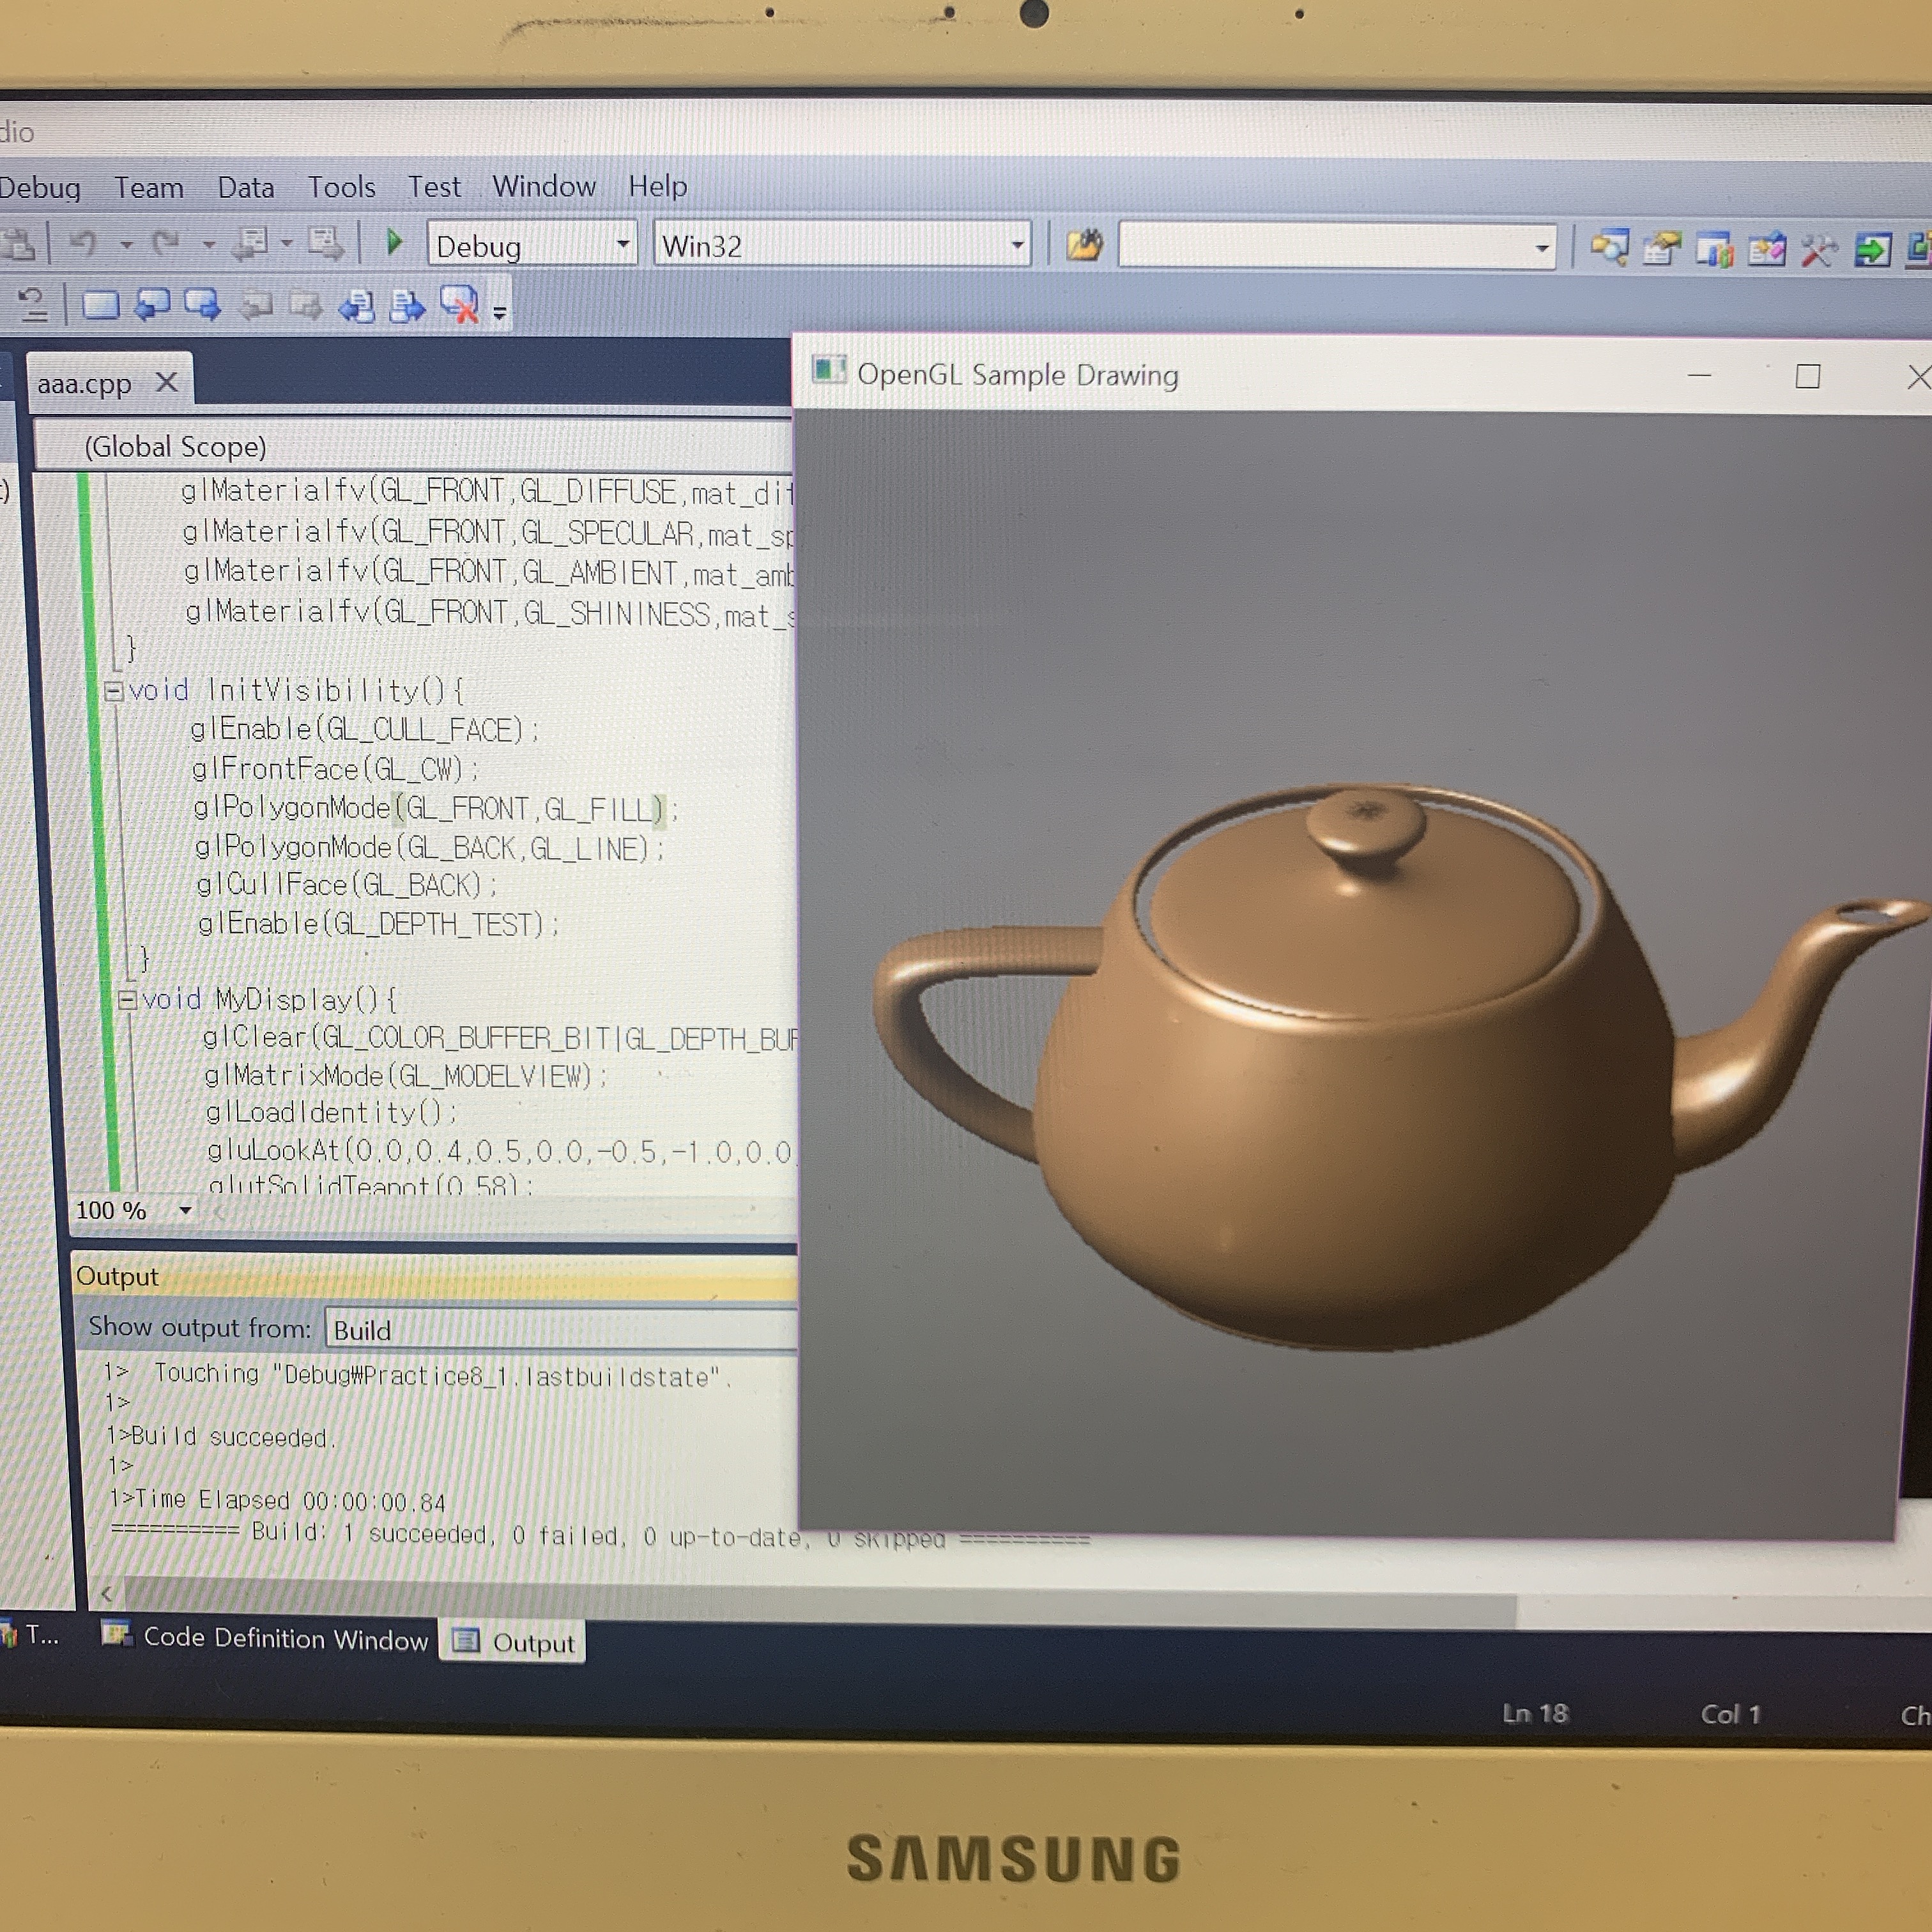 Debug Team Data Tools Test Window Help
Debug Win32
aaa.cpp
OpenGL Sample Drawing
(Global Scope)
glMaterialfv(GL_FRONT,GL_DIFFUSE,
glMaterialfv(GL_FRONT,GL_SPECULAR,
glMaterialfv(GL_FRONT,GL_AMBIENT,
glMaterialfv(GL_FRONT,GL_SHININESS,
}
void InitVisibility(){
glEnable(GL_CULL_FACE);
glFrontFace(GL_CW);
glPolygonMode(GL_FRONT,GL_FILL);
glPolygonMode(GL_BACK,GL_LINE);
glCullFace(GL_BACK);
glEnable(GL_DEPTH_TEST);
}
void MyDisplay(){
glClear(GL_COLOR_BUFFER_BIT|GL_DEPTH_BUF
glMatrixMode(GL_MODELVIEW);
glLoadIdentity();
gluLookAt(0.0,0.4,0.5,0.0,-0.5,-1.0,0.0,
glutSolidTeapot(0.58);
100 %
Output
Show output from: Build
1> Touching "Debug₩Practice8_1.lastbuildstate".
1>
1>Build succeeded.
1>
1>Time Elapsed 00:00:00.84
========== Build: 1 succeeded, 0 failed, 0 up-to-date, 0 skipped ==========
T... Code Definition Window Output
Ln 18 Col 1 Ch
SAMSUNG